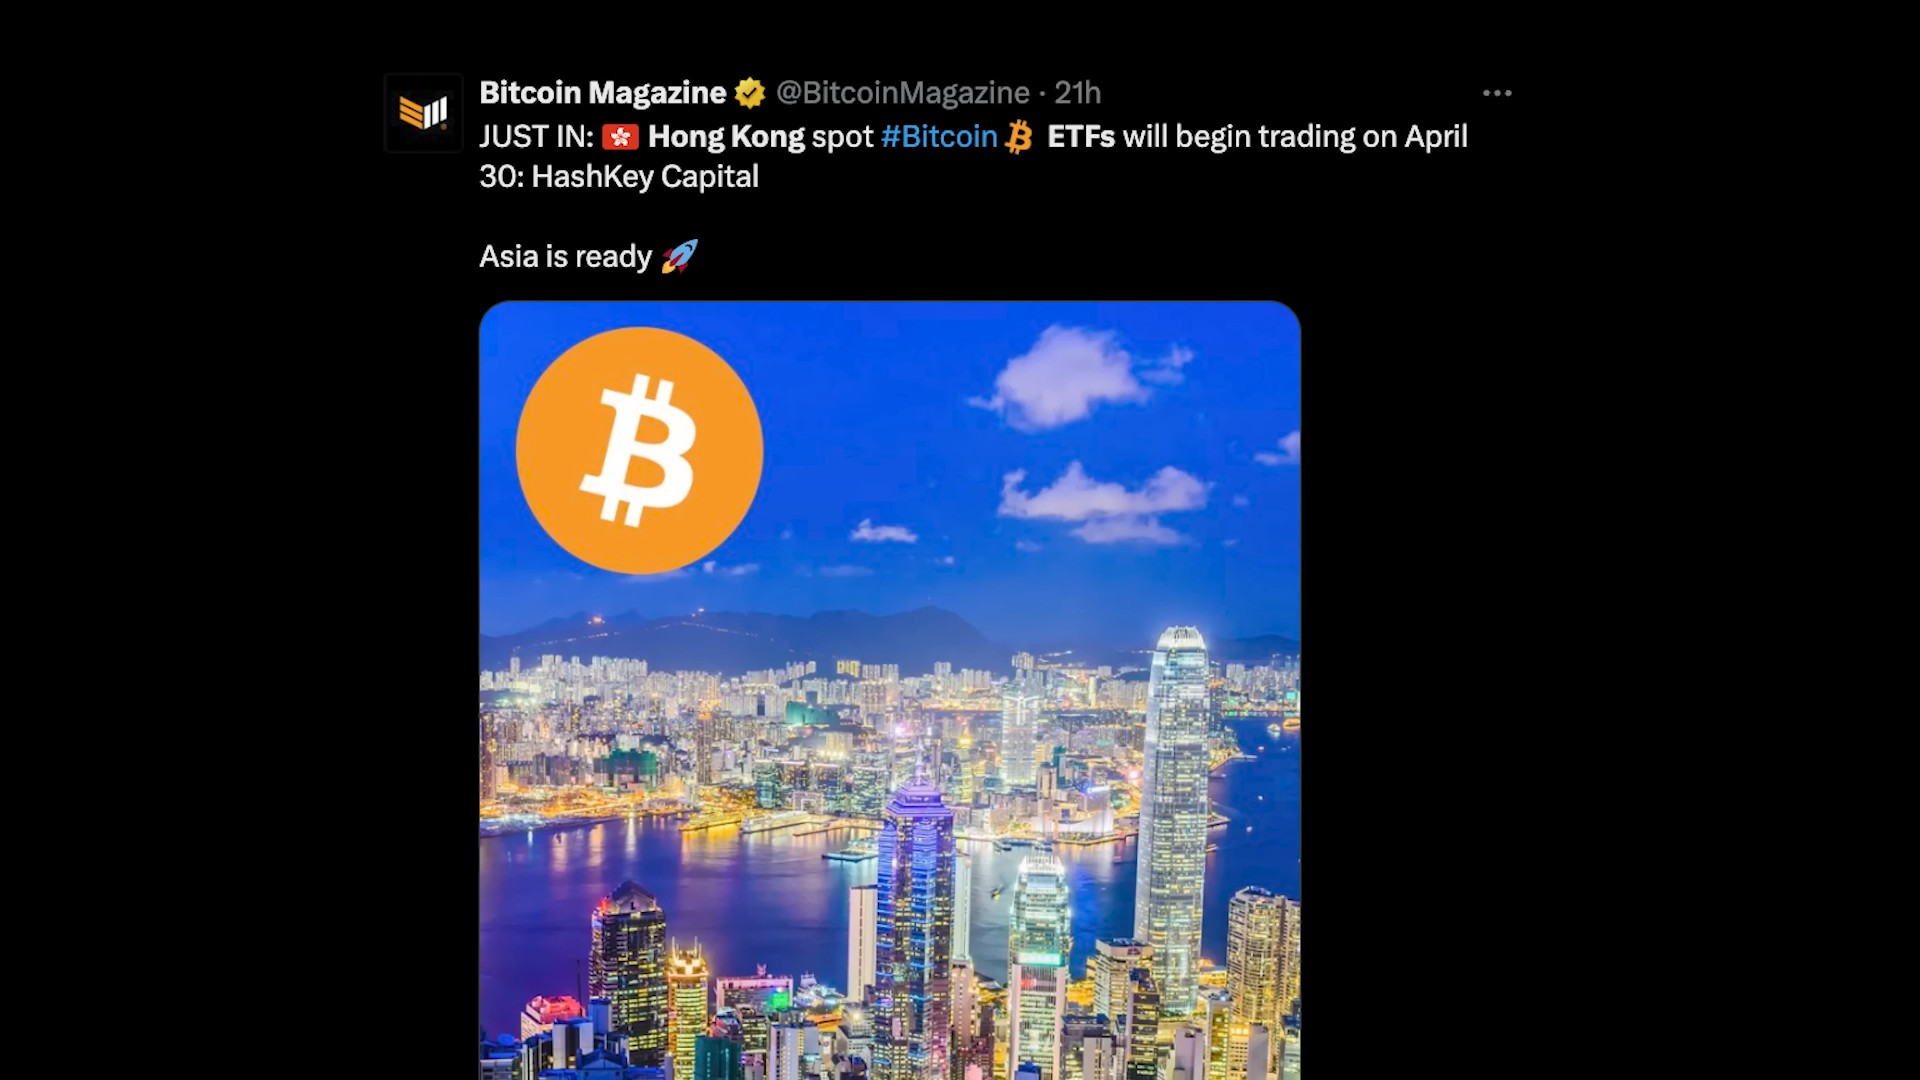 Bitcoin Magazine @BitcoinMagazine · 21h
JUST IN: 🇭🇰 Hong Kong spot #Bitcoin ETFs will begin trading on April
30: HashKey Capital
Asia is ready 🚀